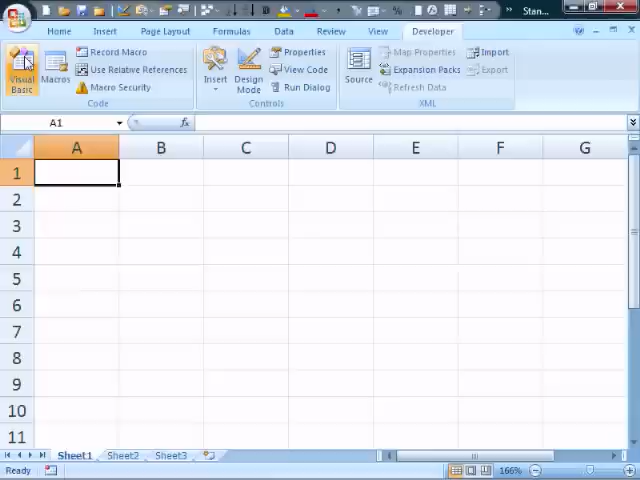 Stan...
Home Insert Page Layout Formulas Data Review View Developer
Visual Basic
Macros
Record Macro
Use Relative References
Macro Security
Code
Insert
Design Mode
Properties
View Code
Run Dialog
Controls
Source
Map Properties
Expansion Packs
Refresh Data
Import
Export
XML
A1 fx
A B C D E F G
1
2
3
4
5
6
7
8
9
10
11
Sheet1 Sheet2 Sheet3
Ready 166%